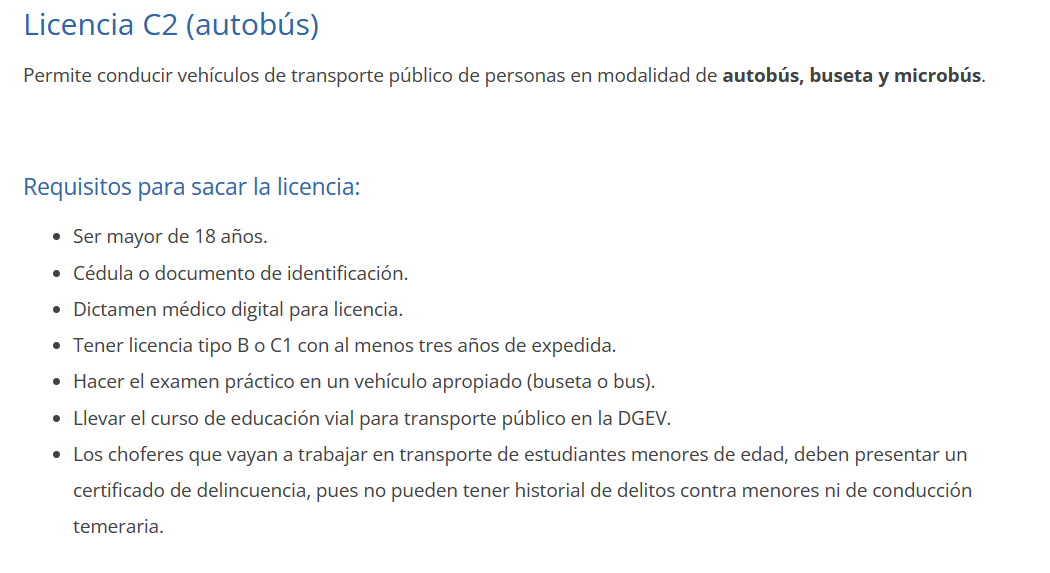 Licencia C2 (autobús)
Permite conducir vehículos de transporte público de personas en modalidad de autobús, buseta y microbús.
Requisitos para sacar la licencia:
• Ser mayor de 18 años.
• Cédula o documento de identificación.
• Dictamen médico digital para licencia.
• Tener licencia tipo B o C1 con al menos tres años de expedida.
• Hacer el examen práctico en un vehículo apropiado (buseta o bus).
• Llevar el curso de educación vial para transporte público en la DGEV.
• Los choferes que vayan a trabajar en transporte de estudiantes menores de edad, deben presentar un
certificado de delincuencia, pues no pueden tener historial de delitos contra menores ni de conducción
temeraria.